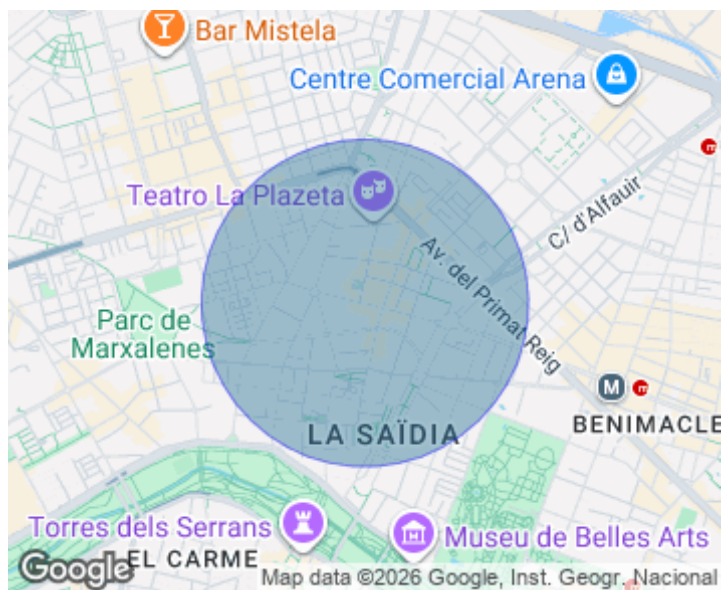 Bar Mistela
Centre Comercial Arena
Teatro La Plazeta
C/ d'Alfauir
Av. del Primat Reig
Parc de
Marxalenes
M
BENIMACLE
LA SAÏDIA
Torres dels Serrans
Museu de Belles Arts
EL CARME
Google
Map data ©2026 Google, Inst. Geogr. Nacional